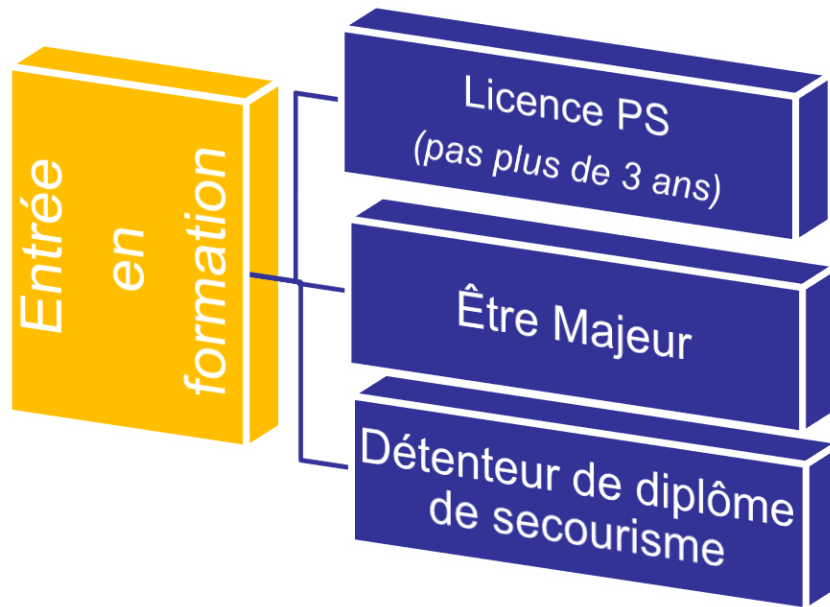 Entrée
en
formation
Licence PS
(pas plus de 3 ans)
Être Majeur
Détenteur de diplôme
de secourisme